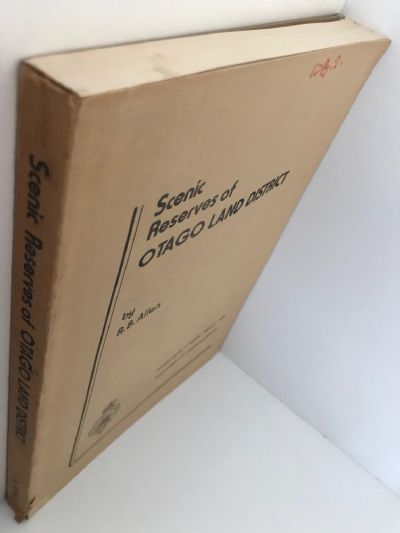 Scenic
Reserves of
OTAGO LAND DISTRICT
by
R. B. Allen
Scenic Reserves of OTAGO LAND DISTRICT